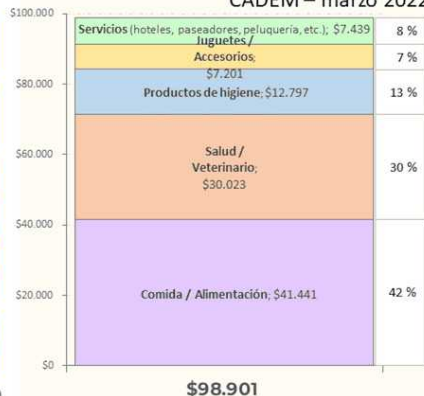 CADEM – marzo 2022
$100.000
Servicios (hoteles, paseadores, peluquería, etc.); $7.439
8 %
Juguetes /
Accesorios;
$7.201
7 %
$80.000
Productos de higiene; $12.797
13 %
$60.000
Salud /
Veterinario;
$30.023
30 %
$40.000
$20.000
Comida / Alimentación; $41.441
42 %
$0
$98.901